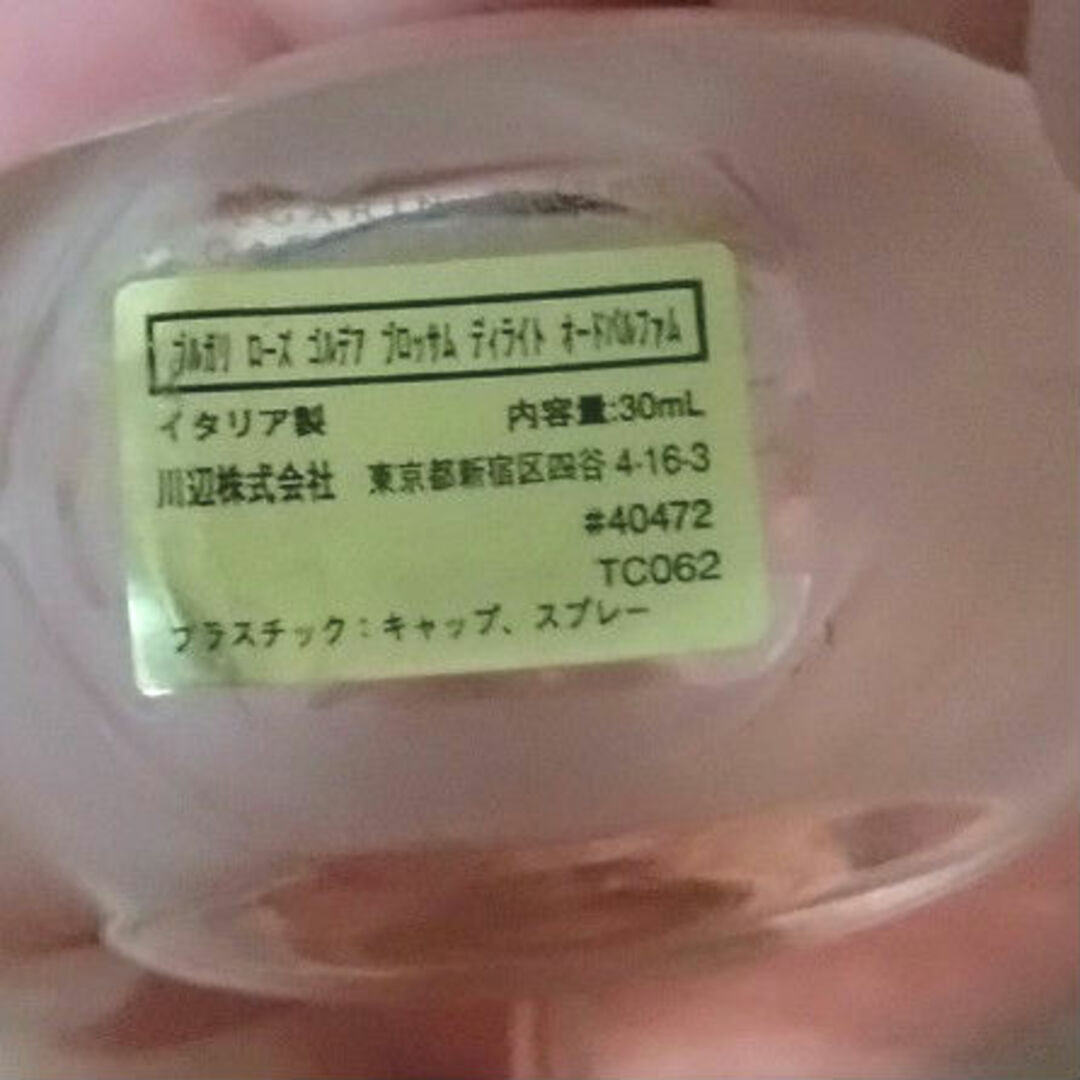 ブルガリ ローズ ゴルデア ブロッサム ディライト オードパルファム
イタリア製 内容量:30mL
川辺株式会社 東京都新宿区四谷 4-16-3
#40472
TC062
プラスチック：キャップ、スプレー